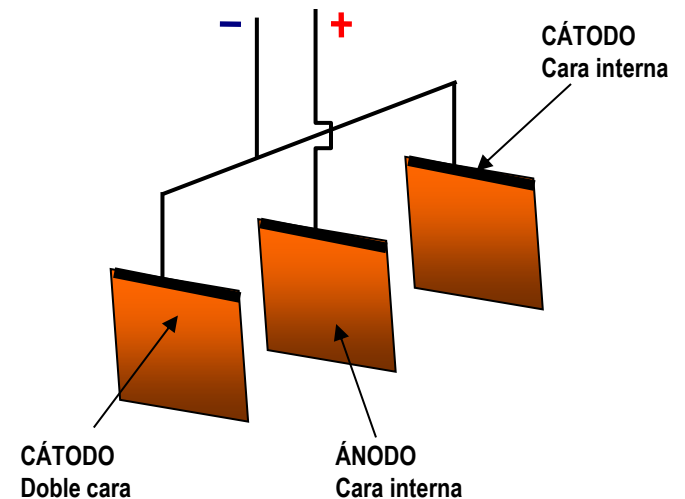 − +
CÁTODO
Cara interna
CÁTODO
Doble cara
ÁNODO
Cara interna